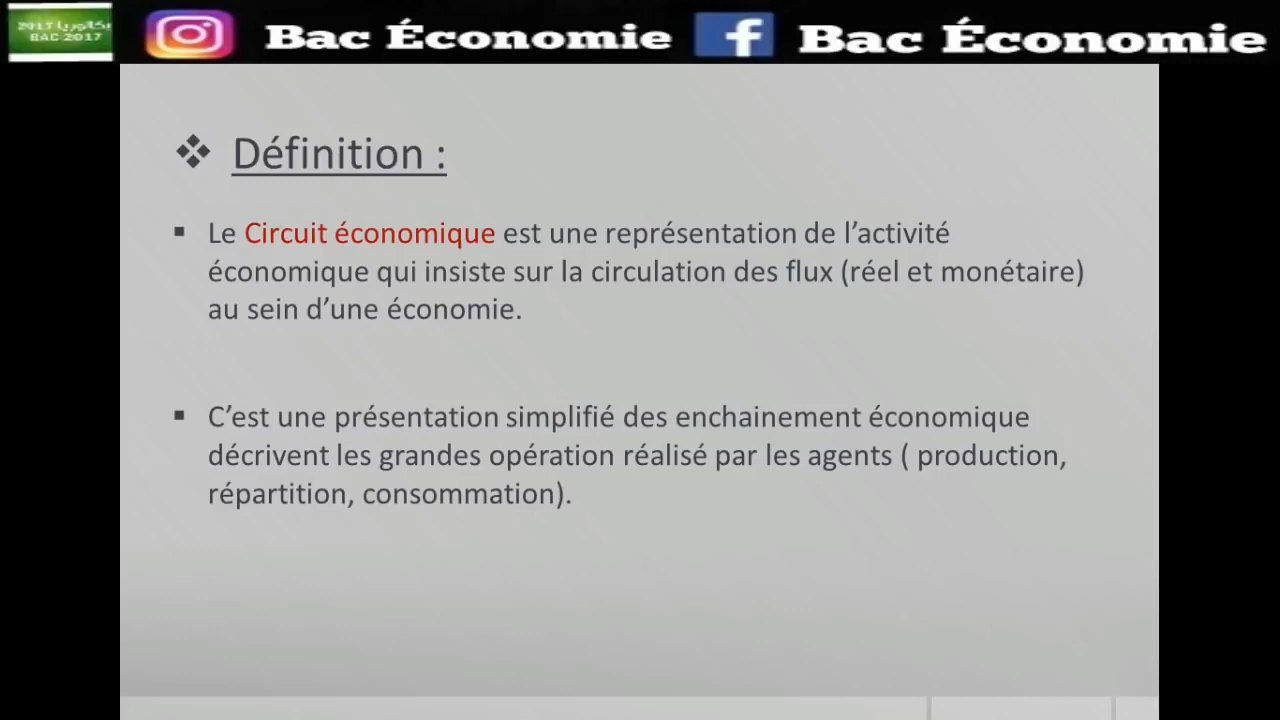 بكالوريا 2017
BAC 2017
Bac Économie
Bac Économie
Définition :
Le Circuit économique est une représentation de l’activité
économique qui insiste sur la circulation des flux (réel et monétaire)
au sein d’une économie.
C’est une présentation simplifié des enchainement économique
décrivent les grandes opération réalisé par les agents ( production,
répartition, consommation).